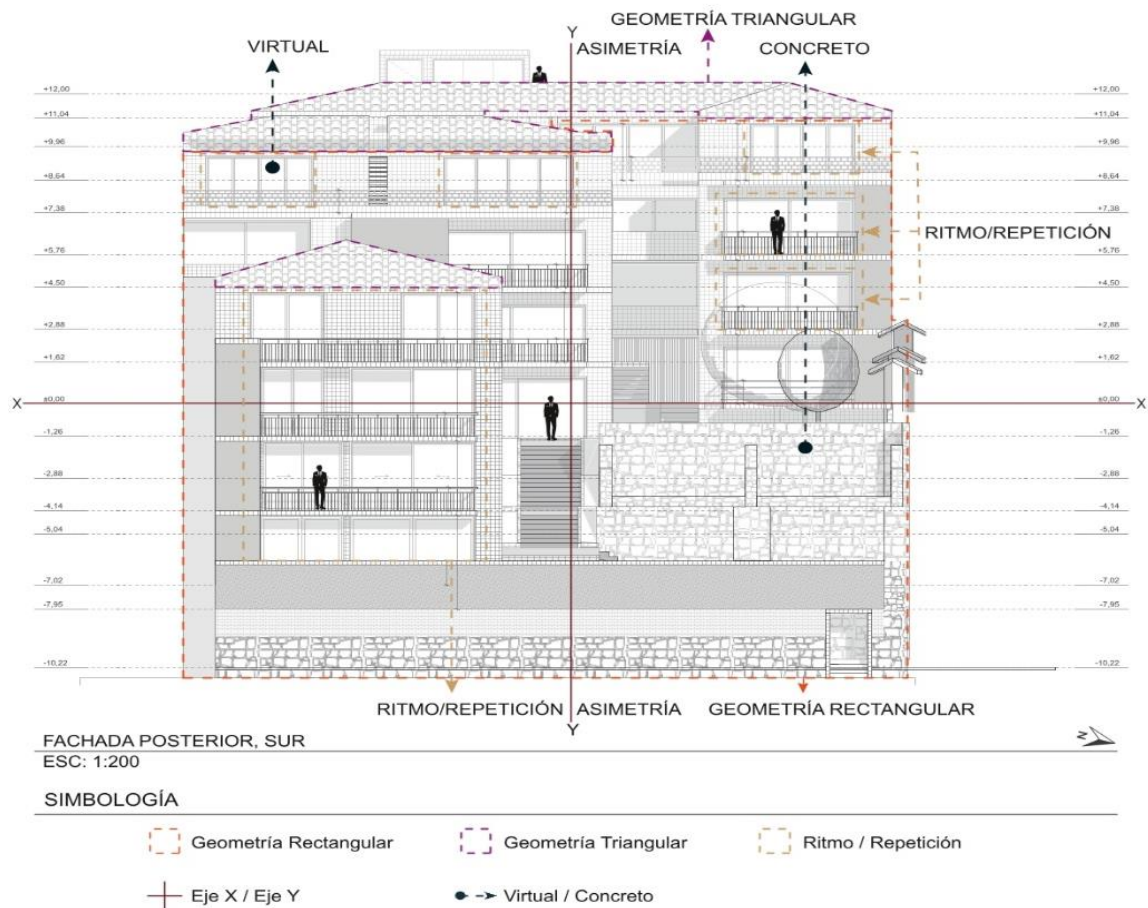 GEOMETRÍA TRIANGULAR
Y
VIRTUAL
ASIMETRÍA
CONCRETO
+12,00
+12,00
+11,04
+11,04
+9,96
+9,96
+8,64
+8,64
+7,38
+7,38
RITMO/REPETICIÓN
+5,76
+5,76
+4,50
+4,50
+2,88
+2,88
+1,62
+1,62
X
±0,00
±0,00
X
-1,26
-1,26
-2,88
-2,88
-4,14
-4,14
-5,04
-5,04
-7,02
-7,02
-7,95
-7,95
-10,22
-10,22
RITMO/REPETICIÓN
ASIMETRÍA
GEOMETRÍA RECTANGULAR
Y
FACHADA POSTERIOR, SUR
N
ESC: 1:200
SIMBOLOGÍA
Geometría Rectangular
Geometría Triangular
Ritmo / Repetición
Eje X / Eje Y
Virtual / Concreto